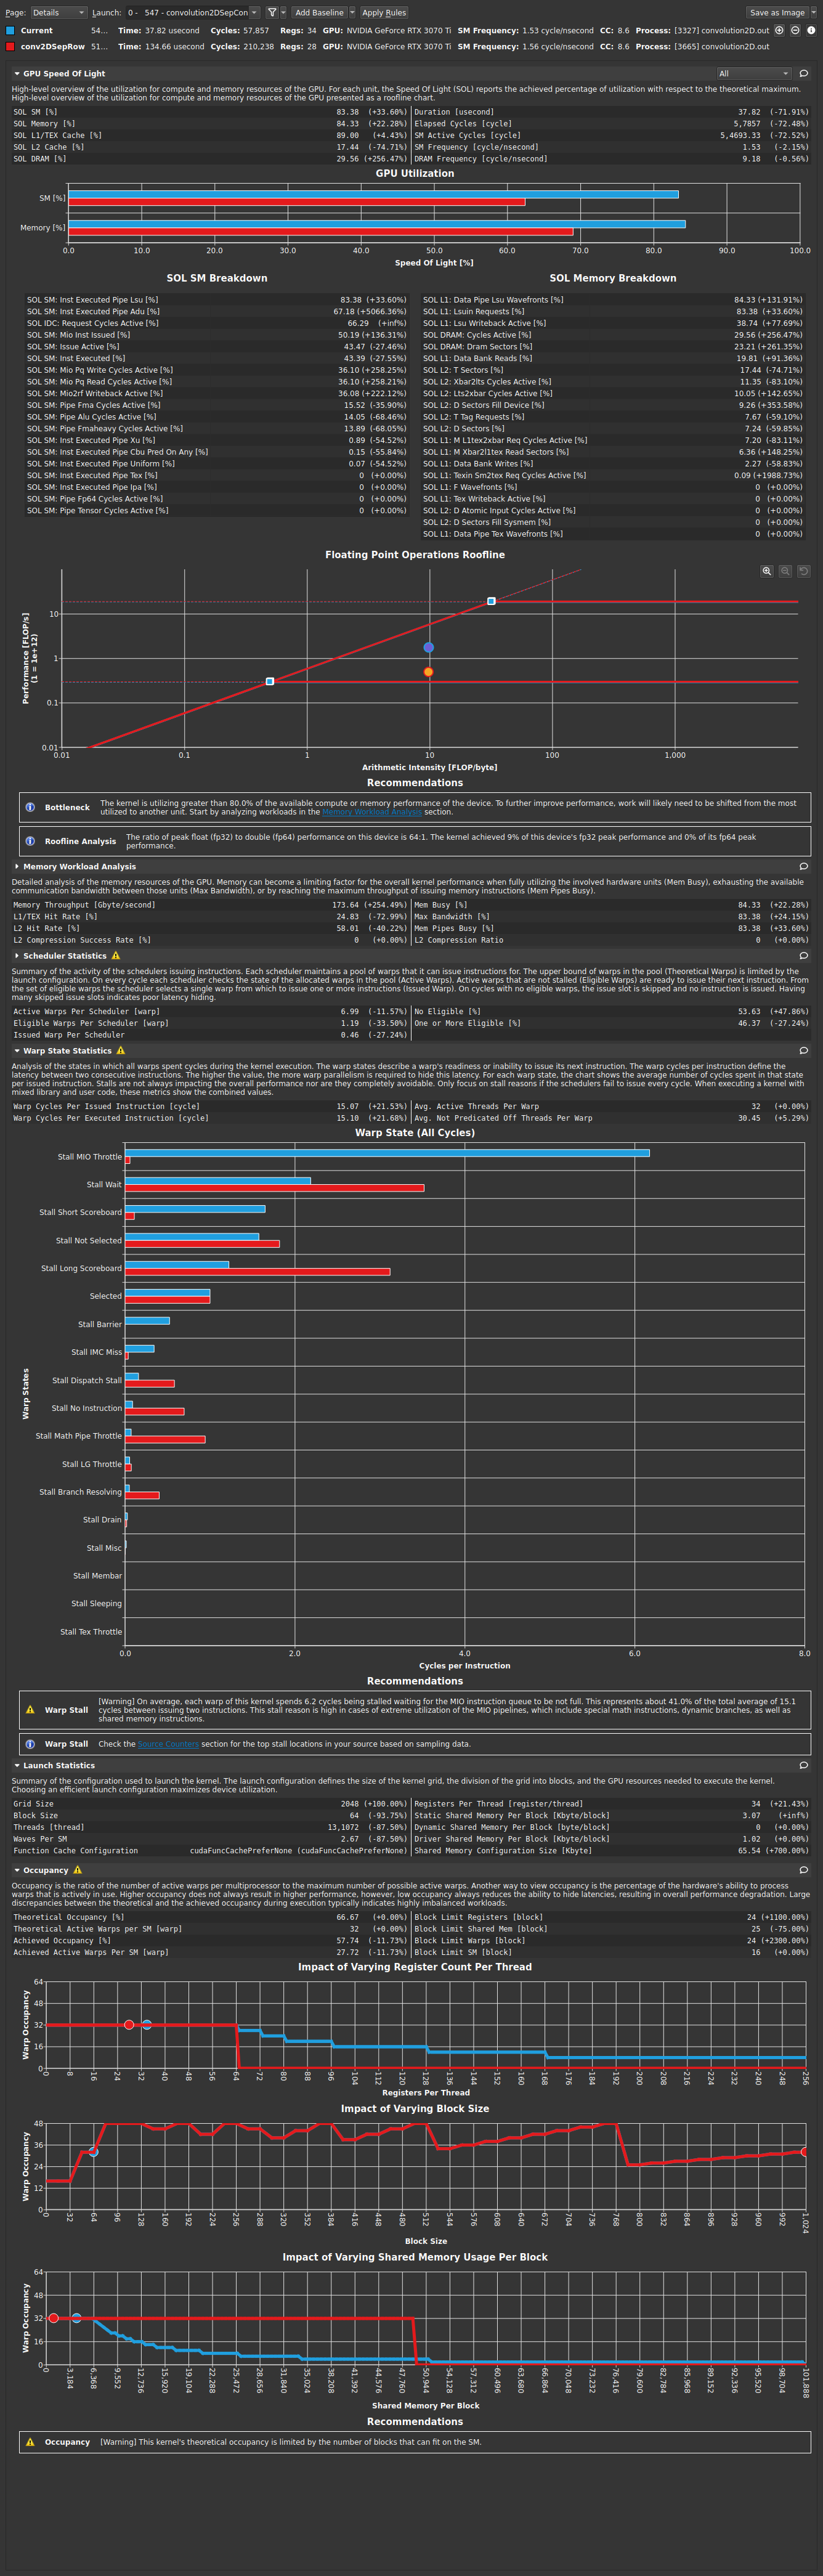 Page: Details Launch: 0 - 547 - convolution2DSepCon Add Baseline Apply Rules Save as Image
Current 54... Time: 37.82 usecond Cycles: 57,857 Regs: 34 GPU: NVIDIA GeForce RTX 3070 Ti SM Frequency: 1.53 cycle/nsecond CC: 8.6 Process: [3327] convolution2D.out
conv2DSepRow 51... Time: 134.66 usecond Cycles: 210,238 Regs: 28 GPU: NVIDIA GeForce RTX 3070 Ti SM Frequency: 1.56 cycle/nsecond CC: 8.6 Process: [3665] convolution2D.out
GPU Speed Of Light All
High-level overview of the utilization for compute and memory resources of the GPU. For each unit, the Speed Of Light (SOL) reports the achieved percentage of utilization with respect to the theoretical maximum.
High-level overview of the utilization for compute and memory resources of the GPU presented as a roofline chart.
SOL SM [%] 83.38 (+33.60%) Duration [usecond] 37.82 (-71.91%)
SOL Memory [%] 84.33 (+22.28%) Elapsed Cycles [cycle] 5,7857 (-72.48%)
SOL L1/TEX Cache [%] 89.00 (+4.43%) SM Active Cycles [cycle] 5,4693.33 (-72.52%)
SOL L2 Cache [%] 17.44 (-74.71%) SM Frequency [cycle/nsecond] 1.53 (-2.15%)
SOL DRAM [%] 29.56 (+256.47%) DRAM Frequency [cycle/nsecond] 9.18 (-0.56%)
GPU Utilization
SM [%]
Memory [%]
0.0 10.0 20.0 30.0 40.0 50.0 60.0 70.0 80.0 90.0 100.0
Speed Of Light [%]
SOL SM Breakdown SOL Memory Breakdown
SOL SM: Inst Executed Pipe Lsu [%] 83.38 (+33.60%) SOL L1: Data Pipe Lsu Wavefronts [%] 84.33 (+131.91%)
SOL SM: Inst Executed Pipe Adu [%] 67.18 (+5066.36%) SOL L1: Lsuin Requests [%] 83.38 (+33.60%)
SOL IDC: Request Cycles Active [%] 66.29 (+inf%) SOL L1: Lsu Writeback Active [%] 38.74 (+77.69%)
SOL SM: Mio Inst Issued [%] 50.19 (+136.31%) SOL DRAM: Cycles Active [%] 29.56 (+256.47%)
SOL SM: Issue Active [%] 43.47 (-27.46%) SOL DRAM: Dram Sectors [%] 23.21 (+261.35%)
SOL SM: Inst Executed [%] 43.39 (-27.55%) SOL L1: Data Bank Reads [%] 19.81 (+91.36%)
SOL SM: Mio Pq Write Cycles Active [%] 36.10 (+258.25%) SOL L2: T Sectors [%] 17.44 (-74.71%)
SOL SM: Mio Pq Read Cycles Active [%] 36.10 (+258.21%) SOL L2: Xbar2lts Cycles Active [%] 11.35 (-83.10%)
SOL SM: Mio2rf Writeback Active [%] 36.08 (+222.12%) SOL L2: Lts2xbar Cycles Active [%] 10.05 (+142.65%)
SOL SM: Pipe Fma Cycles Active [%] 15.52 (-35.90%) SOL L2: D Sectors Fill Device [%] 9.26 (+353.58%)
SOL SM: Pipe Alu Cycles Active [%] 14.05 (-68.46%) SOL L2: T Tag Requests [%] 7.67 (-59.10%)
SOL SM: Pipe Fmaheavy Cycles Active [%] 13.89 (-68.05%) SOL L2: D Sectors [%] 7.24 (-59.85%)
SOL SM: Inst Executed Pipe Xu [%] 0.89 (-54.52%) SOL L1: M L1tex2xbar Req Cycles Active [%] 7.20 (-83.11%)
SOL SM: Inst Executed Pipe Cbu Pred On Any [%] 0.15 (-55.84%) SOL L1: M Xbar2l1tex Read Sectors [%] 6.36 (+148.25%)
SOL SM: Inst Executed Pipe Uniform [%] 0.07 (-54.52%) SOL L1: Data Bank Writes [%] 2.27 (-58.83%)
SOL SM: Inst Executed Pipe Tex [%] 0 (+0.00%) SOL L1: Texin Sm2tex Req Cycles Active [%] 0.09 (+1988.73%)
SOL SM: Inst Executed Pipe Ipa [%] 0 (+0.00%) SOL L1: F Wavefronts [%] 0 (+0.00%)
SOL SM: Pipe Fp64 Cycles Active [%] 0 (+0.00%) SOL L1: Tex Writeback Active [%] 0 (+0.00%)
SOL SM: Pipe Tensor Cycles Active [%] 0 (+0.00%) SOL L2: D Atomic Input Cycles Active [%] 0 (+0.00%)
SOL L2: D Sectors Fill Sysmem [%] 0 (+0.00%)
SOL L1: Data Pipe Tex Wavefronts [%] 0 (+0.00%)
Floating Point Operations Roofline
Performance [FLOP/s]
(1 = 1e+12)
10
1
0.1
0.01
0.01 0.1 1 10 100 1,000
Arithmetic Intensity [FLOP/byte]
Recommendations
Bottleneck The kernel is utilizing greater than 80.0% of the available compute or memory performance of the device. To further improve performance, work will likely need to be shifted from the most
utilized to another unit. Start by analyzing workloads in the Memory Workload Analysis section.
Roofline Analysis The ratio of peak float (fp32) to double (fp64) performance on this device is 64:1. The kernel achieved 9% of this device's fp32 peak performance and 0% of its fp64 peak
performance.
Memory Workload Analysis
Detailed analysis of the memory resources of the GPU. Memory can become a limiting factor for the overall kernel performance when fully utilizing the involved hardware units (Mem Busy), exhausting the available
communication bandwidth between those units (Max Bandwidth), or by reaching the maximum throughput of issuing memory instructions (Mem Pipes Busy).
Memory Throughput [Gbyte/second] 173.64 (+254.49%) Mem Busy [%] 84.33 (+22.28%)
L1/TEX Hit Rate [%] 24.83 (-72.99%) Max Bandwidth [%] 83.38 (+24.15%)
L2 Hit Rate [%] 58.01 (-40.22%) Mem Pipes Busy [%] 83.38 (+33.60%)
L2 Compression Success Rate [%] 0 (+0.00%) L2 Compression Ratio 0 (+0.00%)
Scheduler Statistics
Summary of the activity of the schedulers issuing instructions. Each scheduler maintains a pool of warps that it can issue instructions for. The upper bound of warps in the pool (Theoretical Warps) is limited by the
launch configuration. On every cycle each scheduler checks the state of the allocated warps in the pool (Active Warps). Active warps that are not stalled (Eligible Warps) are ready to issue their next instruction. From
the set of eligible warps the scheduler selects a single warp from which to issue one or more instructions (Issued Warp). On cycles with no eligible warps, the issue slot is skipped and no instruction is issued. Having
many skipped issue slots indicates poor latency hiding.
Active Warps Per Scheduler [warp] 6.99 (-11.57%) No Eligible [%] 53.63 (+47.86%)
Eligible Warps Per Scheduler [warp] 1.19 (-33.50%) One or More Eligible [%] 46.37 (-27.24%)
Issued Warp Per Scheduler 0.46 (-27.24%)
Warp State Statistics
Analysis of the states in which all warps spent cycles during the kernel execution. The warp states describe a warp's readiness or inability to issue its next instruction. The warp cycles per instruction define the
latency between two consecutive instructions. The higher the value, the more warp parallelism is required to hide this latency. For each warp state, the chart shows the average number of cycles spent in that state
per issued instruction. Stalls are not always impacting the overall performance nor are they completely avoidable. Only focus on stall reasons if the schedulers fail to issue every cycle. When executing a kernel with
mixed library and user code, these metrics show the combined values.
Warp Cycles Per Issued Instruction [cycle] 15.07 (+21.53%) Avg. Active Threads Per Warp 32 (+0.00%)
Warp Cycles Per Executed Instruction [cycle] 15.10 (+21.68%) Avg. Not Predicated Off Threads Per Warp 30.45 (+5.29%)
Warp State (All Cycles)
Warp States
Stall MIO Throttle
Stall Wait
Stall Short Scoreboard
Stall Not Selected
Stall Long Scoreboard
Selected
Stall Barrier
Stall IMC Miss
Stall Dispatch Stall
Stall No Instruction
Stall Math Pipe Throttle
Stall LG Throttle
Stall Branch Resolving
Stall Drain
Stall Misc
Stall Membar
Stall Sleeping
Stall Tex Throttle
0.0 2.0 4.0 6.0 8.0
Cycles per Instruction
Recommendations
Warp Stall [Warning] On average, each warp of this kernel spends 6.2 cycles being stalled waiting for the MIO instruction queue to be not full. This represents about 41.0% of the total average of 15.1
cycles between issuing two instructions. This stall reason is high in cases of extreme utilization of the MIO pipelines, which include special math instructions, dynamic branches, as well as
shared memory instructions.
Warp Stall Check the Source Counters section for the top stall locations in your source based on sampling data.
Launch Statistics
Summary of the configuration used to launch the kernel. The launch configuration defines the size of the kernel grid, the division of the grid into blocks, and the GPU resources needed to execute the kernel.
Choosing an efficient launch configuration maximizes device utilization.
Grid Size 2048 (+100.00%) Registers Per Thread [register/thread] 34 (+21.43%)
Block Size 64 (-93.75%) Static Shared Memory Per Block [Kbyte/block] 3.07 (+inf%)
Threads [thread] 13,1072 (-87.50%) Dynamic Shared Memory Per Block [byte/block] 0 (+0.00%)
Waves Per SM 2.67 (-87.50%) Driver Shared Memory Per Block [Kbyte/block] 1.02 (+0.00%)
Function Cache Configuration cudaFuncCachePreferNone (cudaFuncCachePreferNone) Shared Memory Configuration Size [Kbyte] 65.54 (+700.00%)
Occupancy
Occupancy is the ratio of the number of active warps per multiprocessor to the maximum number of possible active warps. Another way to view occupancy is the percentage of the hardware's ability to process
warps that is actively in use. Higher occupancy does not always result in higher performance, however, low occupancy always reduces the ability to hide latencies, resulting in overall performance degradation. Large
discrepancies between the theoretical and the achieved occupancy during execution typically indicates highly imbalanced workloads.
Theoretical Occupancy [%] 66.67 (+0.00%) Block Limit Registers [block] 24 (+1100.00%)
Theoretical Active Warps per SM [warp] 32 (+0.00%) Block Limit Shared Mem [block] 25 (-75.00%)
Achieved Occupancy [%] 57.74 (-11.73%) Block Limit Warps [block] 24 (+2300.00%)
Achieved Active Warps Per SM [warp] 27.72 (-11.73%) Block Limit SM [block] 16 (+0.00%)
Impact of Varying Register Count Per Thread
Warp Occupancy
64
48
32
16
0
0 8 16 24 32 40 48 56 64 72 80 88 96 104 112 120 128 136 144 152 160 168 176 184 192 200 208 216 224 232 240 248 256
Registers Per Thread
Impact of Varying Block Size
Warp Occupancy
48
36
24
12
0
0 32 64 96 128 160 192 224 256 288 320 352 384 416 448 480 512 544 576 608 640 672 704 736 768 800 832 864 896 928 960 992 1,024
Block Size
Impact of Varying Shared Memory Usage Per Block
Warp Occupancy
64
48
32
16
0
0 3,184 6,368 9,552 12,736 15,920 19,104 22,288 25,472 28,656 31,840 35,024 38,208 41,392 44,576 47,760 50,944 54,128 57,312 60,496 63,680 66,864 70,048 73,232 76,416 79,600 82,784 85,968 89,152 92,336 95,520 98,704 101,888
Shared Memory Per Block
Recommendations
Occupancy [Warning] This kernel's theoretical occupancy is limited by the number of blocks that can fit on the SM.